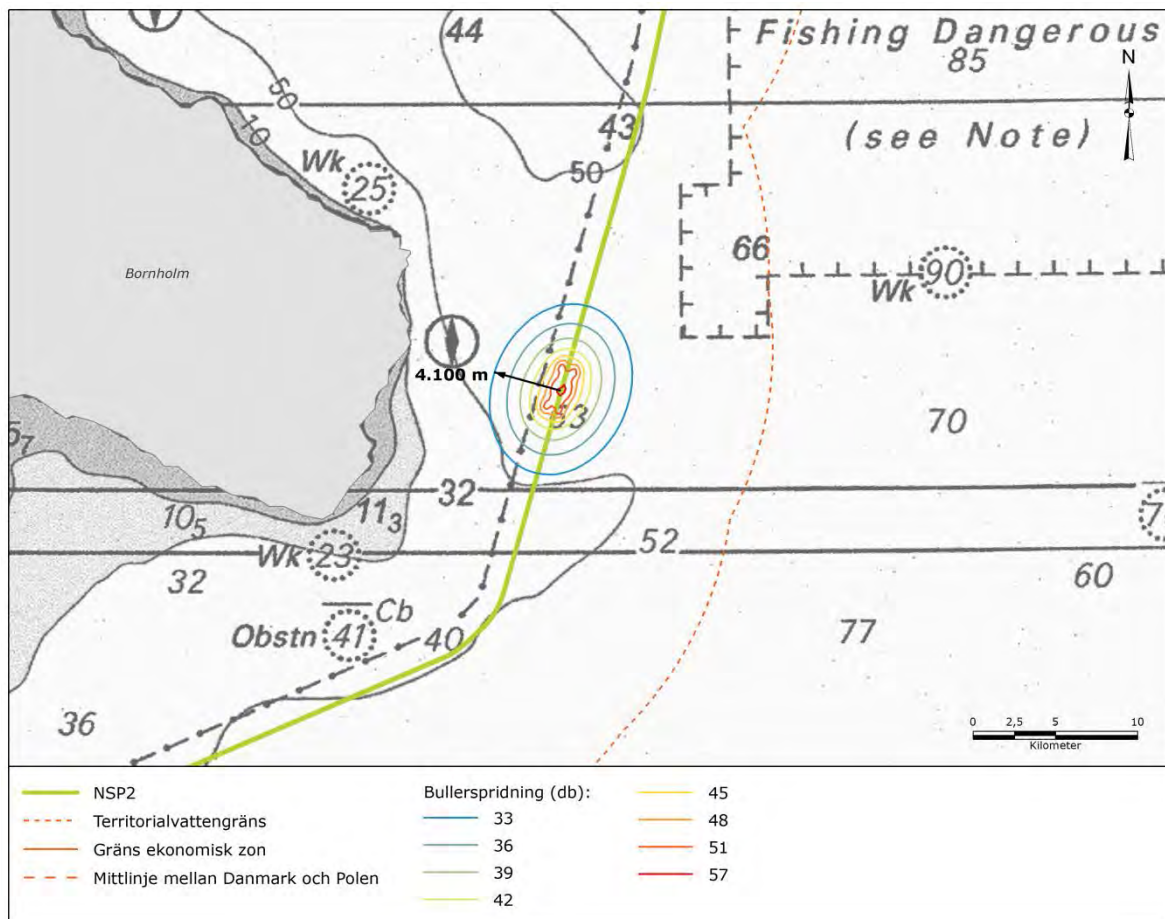 44
Fishing Dangerous
85
N
50
10
43
(see Note)
Wk
25
50
66
90
Wk
Bornholm
4.100 m
53
70
5₇
32
10₅
11₃
7
Wk
23
52
32
60
Cb
Obstn
41
40
77
36
0 2,5 5 10
Kilometer
NSP2
Territorialvattengräns
Gräns ekonomisk zon
Mittlinje mellan Danmark och Polen
Bullerspridning (db):
33
36
39
42
45
48
51
57